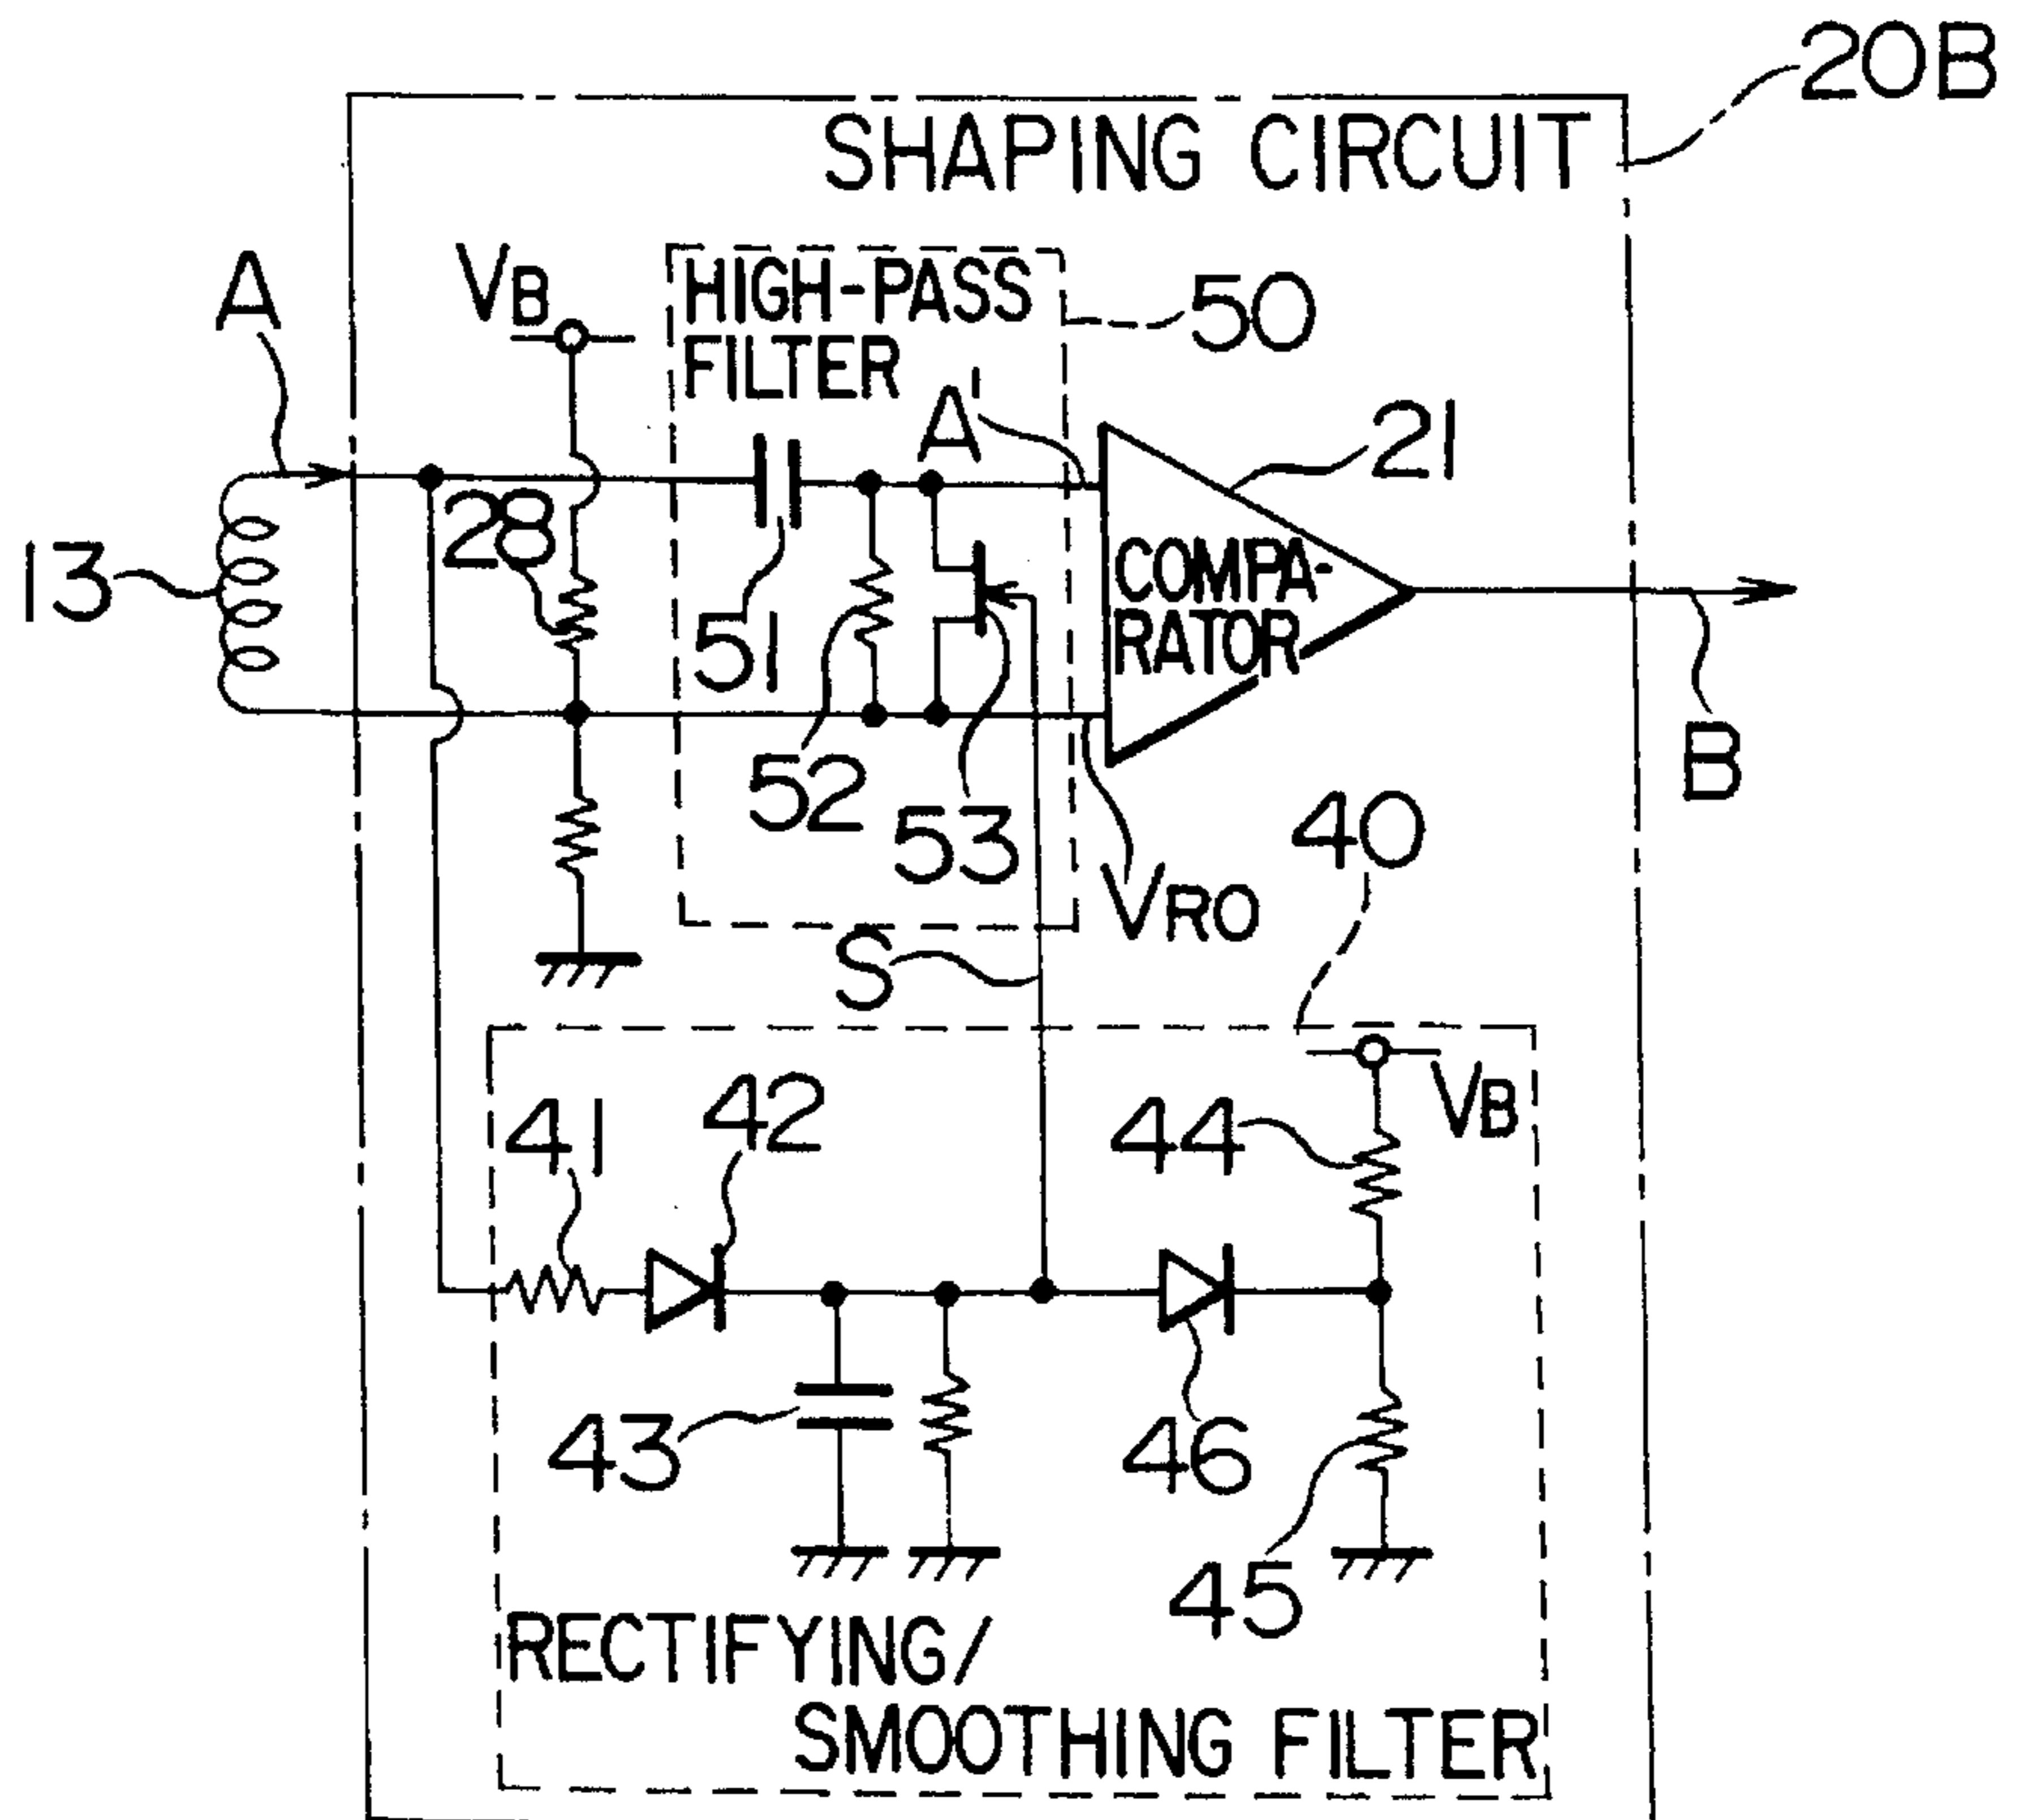 20B
SHAPING CIRCUIT
A
VB
HIGH-PASS
FILTER
50
A'
21
13
28
51
COMPA-
RATOR
52
53
B
40
VRO
S
VB
41
42
44
43
46
45
RECTIFYING/
SMOOTHING FILTER